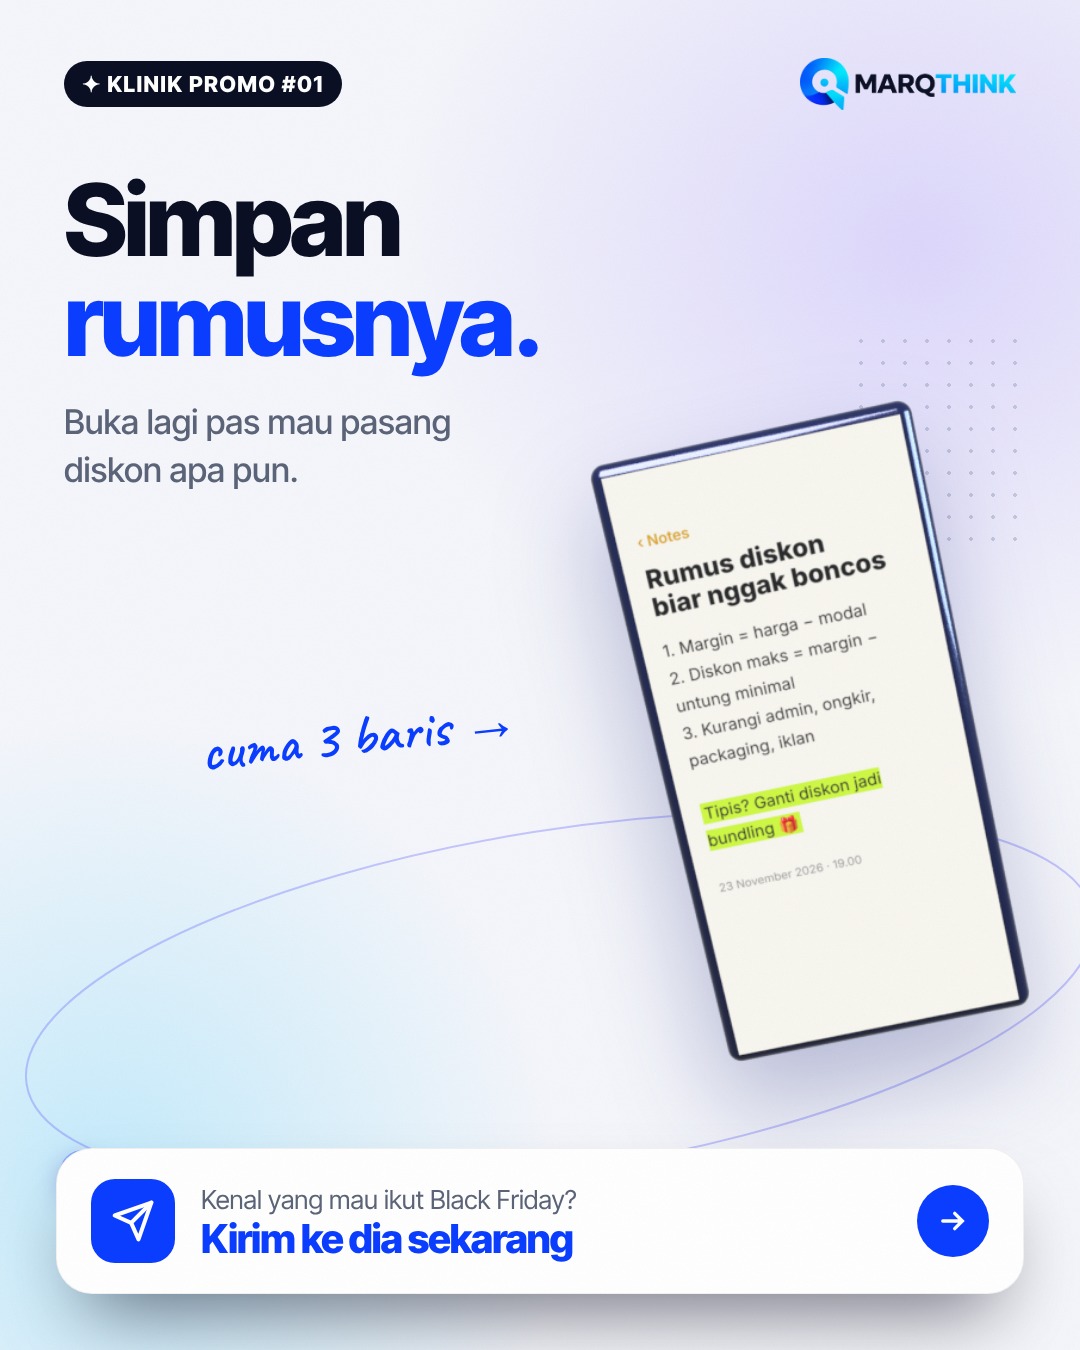 ✦ KLINIK PROMO #01
MARQTHINK
Simpan
rumusnya.
Buka lagi pas mau pasang
diskon apa pun.
‹ Notes
Rumus diskon
biar nggak boncos
1. Margin = harga − modal
2. Diskon maks = margin −
untung minimal
3. Kurangi admin, ongkir,
packaging, iklan
Tipis? Ganti diskon jadi
bundling 🎁
23 November 2026 · 19.00
cuma 3 baris →
Kenal yang mau ikut Black Friday?
Kirim ke dia sekarang